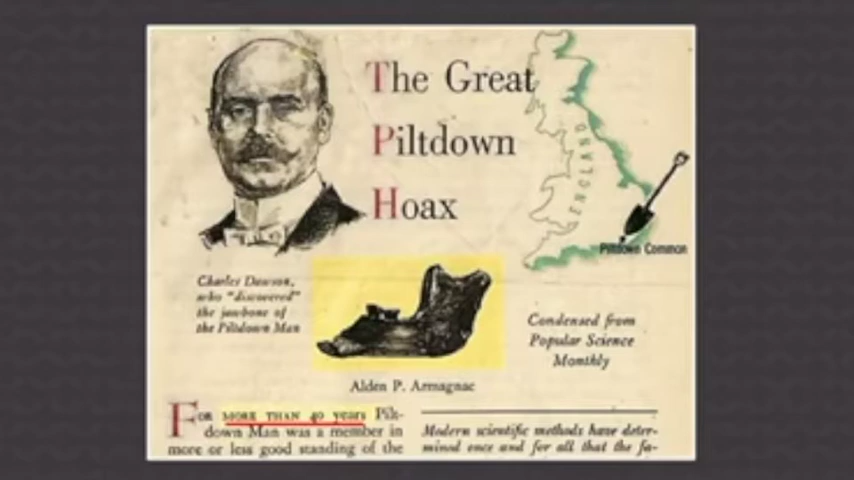 The Great
Piltdown
Hoax
ENGLAND
Piltdown Common
Charles Dawson,
who "discovered"
the jawbone of
the Piltdown Man
Condensed from
Popular Science
Monthly
Alden P. Armagnac
FOR MORE THAN 40 years Pilt-
down Man was a member in
more or less good standing of the
Modern scientific methods have deter-
mined once and for all that the fa-